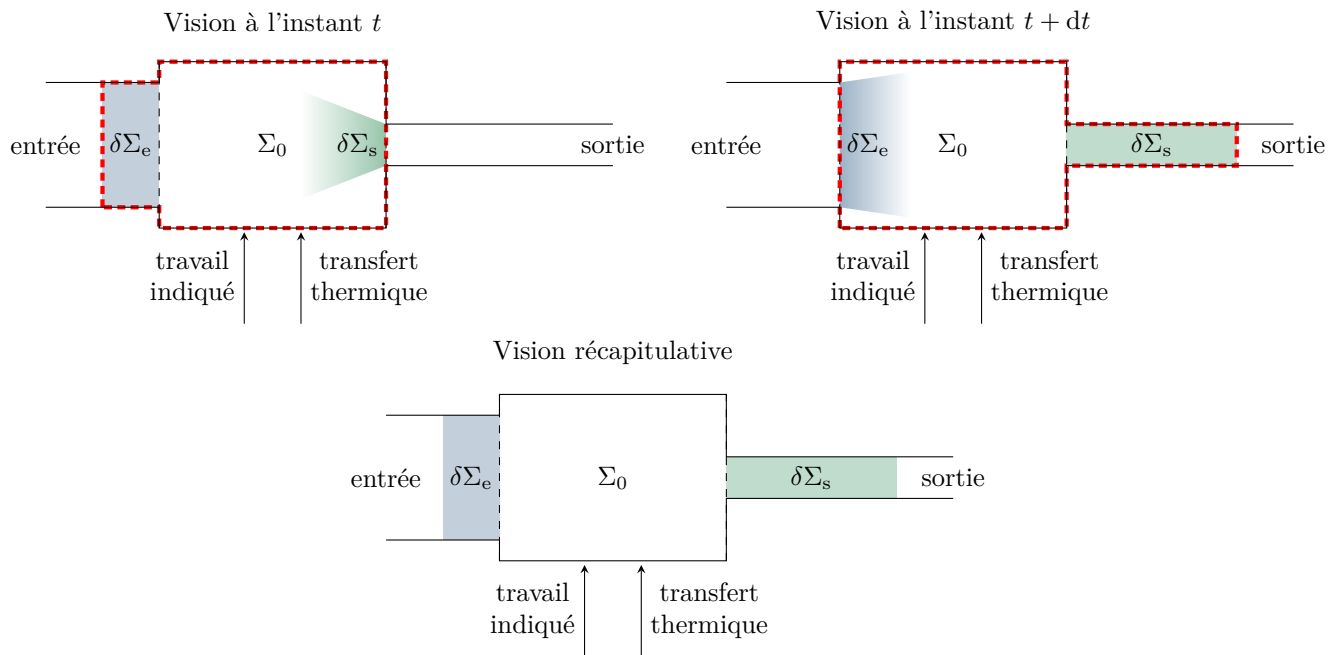 Vision à l'instant t
entrée
δΣe
Σ0
δΣs
sortie
travail
indiqué
transfert
thermique
Vision à l'instant t + dt
entrée
δΣe
Σ0
δΣs
sortie
travail
indiqué
transfert
thermique
Vision récapitulative
entrée
δΣe
Σ0
δΣs
sortie
travail
indiqué
transfert
thermique